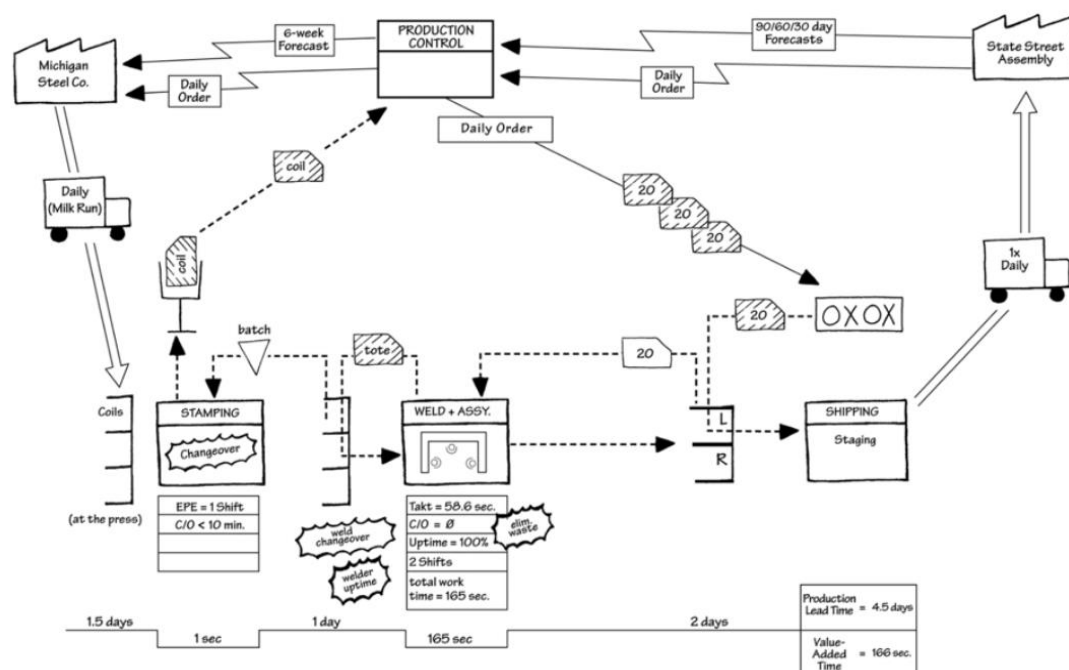 6-week
Forecast
PRODUCTION
CONTROL
90/60/30 day
Forecasts
Michigan
Steel Co.
State Street
Assembly
Daily
Order
Daily
Order
Daily Order
coil
20
20
20
Daily
(Milk Run)
coil
1x
Daily
20
OXOX
batch
tote
20
Coils
STAMPING
WELD + ASSY.
L
R
SHIPPING
Changeover
Staging
(at the press)
EPE = 1 Shift
C/O < 10 min.
Takt = 58.6 sec.
C/O = Ø
Uptime = 100%
2 Shifts
total work
time = 165 sec.
elim.
waste
weld
changeover
welder
uptime
1.5 days
1 sec
1 day
165 sec
2 days
Production
Lead Time = 4.5 days
Value-
Added = 166 sec.
Time